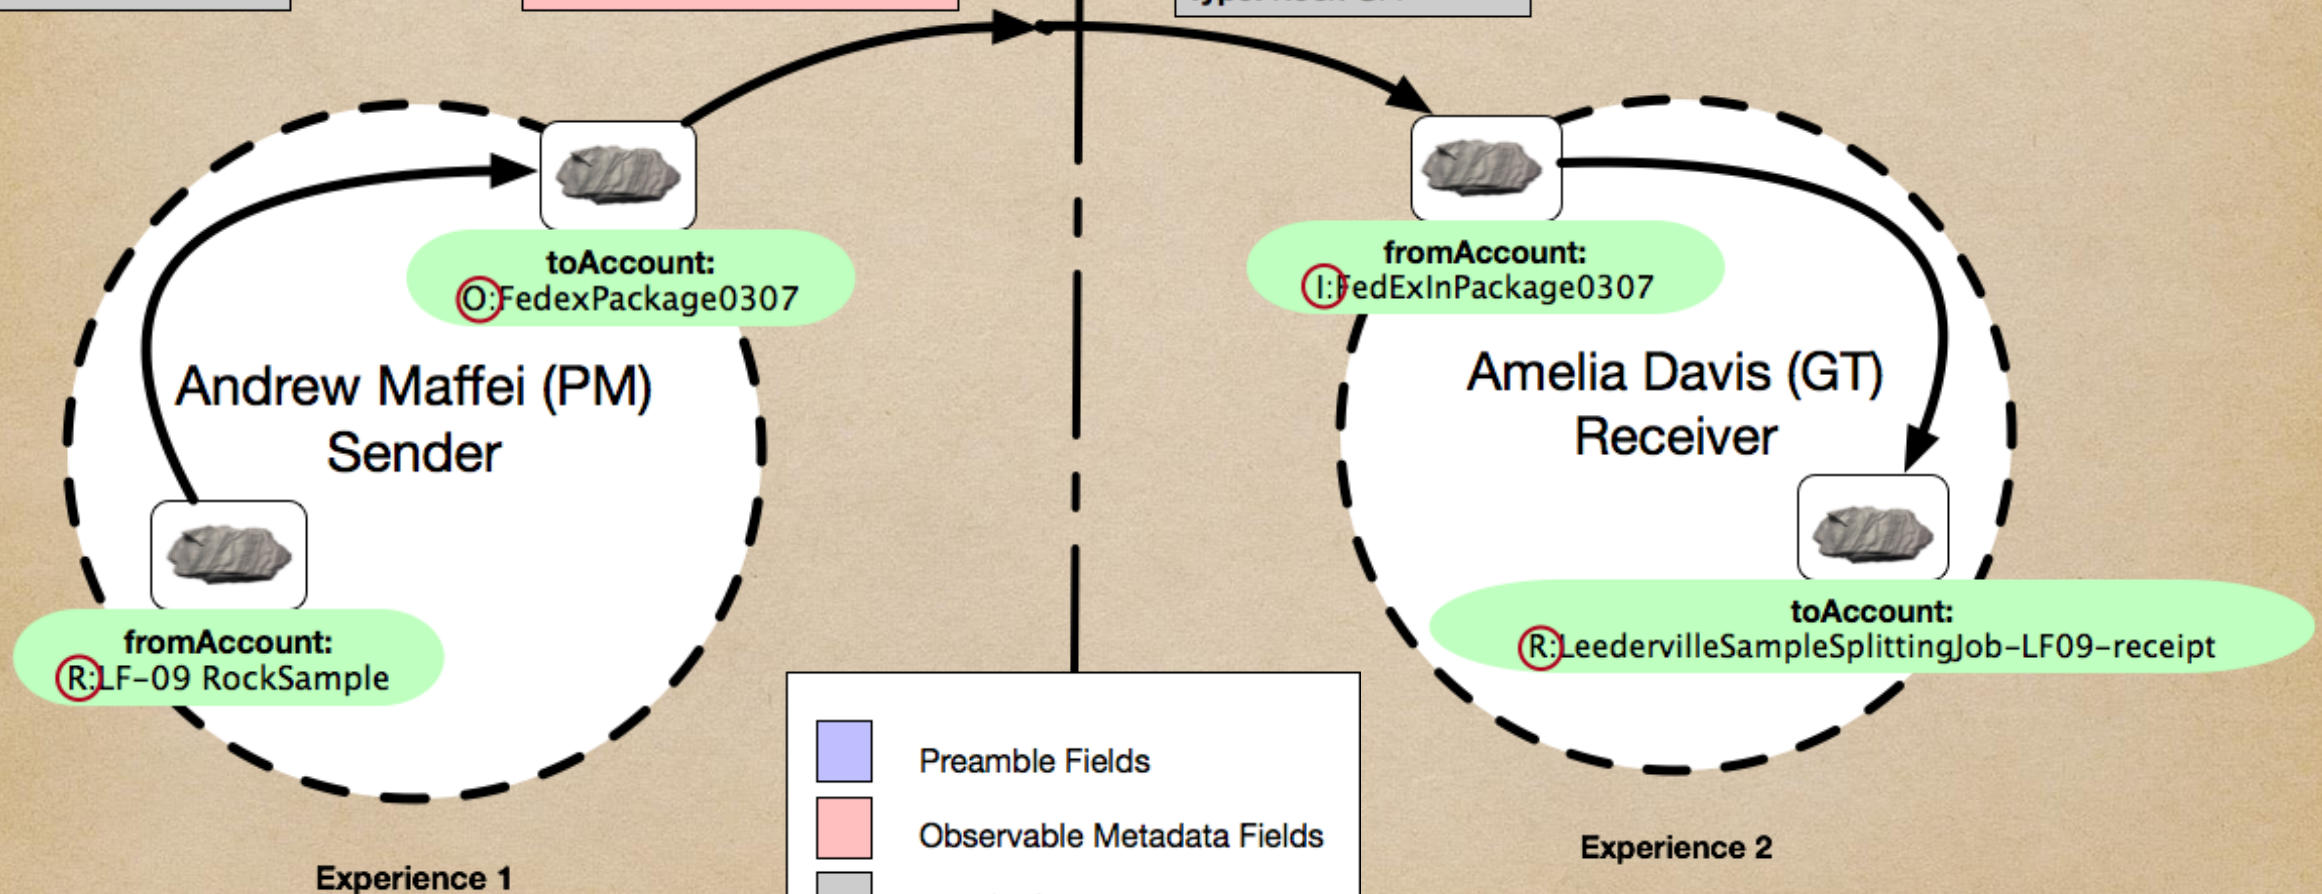 toAccount:
O:FedexPackage0307
Andrew Maffei (PM)
Sender
fromAccount:
R:LF-09 RockSample
Experience 1
fromAccount:
I:FedExInPackage0307
Amelia Davis (GT)
Receiver
toAccount:
R:LeedervilleSampleSplittingJob-LF09-receipt
Experience 2
Preamble Fields
Observable Metadata Fields